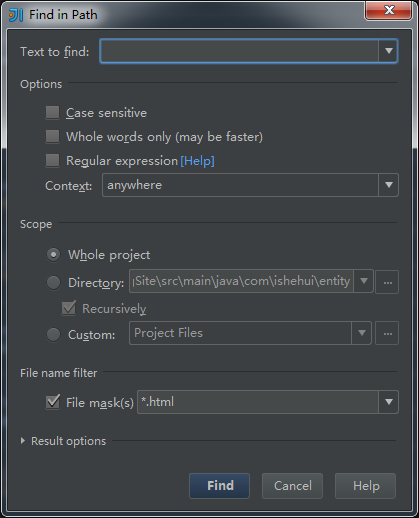 JI Find in Path
Text to find:
Options
Case sensitive
Whole words only (may be faster)
Regular expression [Help]
Context: anywhere
Scope
Whole project
Directory: Site\src\main\java\com\ishehui\entity ...
Recursively
Custom: Project Files ...
File name filter
File mask(s) *.html
Result options
Find Cancel Help